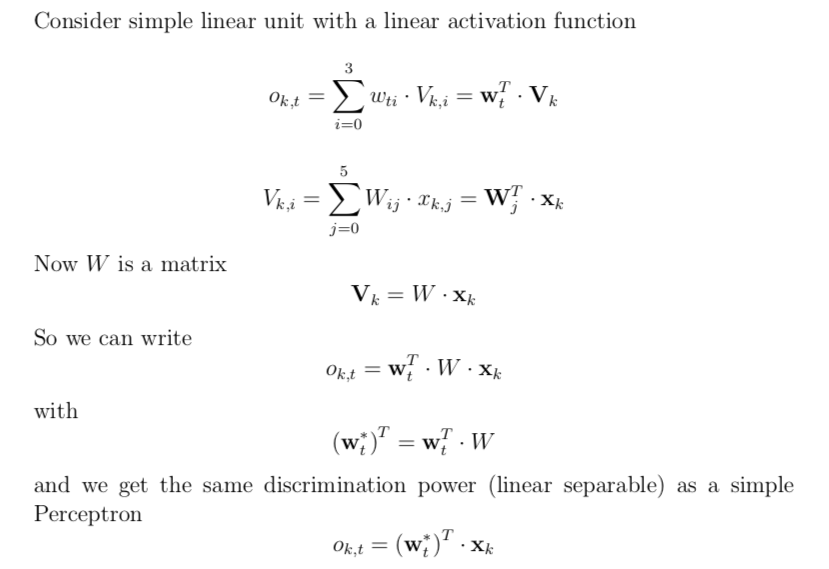 Consider simple linear unit with a linear activation function
$o_{k,t} = \sum_{i=0}^{3} w_{ti} \cdot V_{k,i} = \mathbf{w}_t^T \cdot \mathbf{V}_k$
$V_{k,i} = \sum_{j=0}^{5} W_{ij} \cdot x_{k,j} = \mathbf{W}_j^T \cdot \mathbf{x}_k$
Now $W$ is a matrix
$\mathbf{V}_k = W \cdot \mathbf{x}_k$
So we can write
$o_{k,t} = \mathbf{w}_t^T \cdot W \cdot \mathbf{x}_k$
with
$(\mathbf{w}_t^*)^T = \mathbf{w}_t^T \cdot W$
and we get the same discrimination power (linear separable) as a simple
Perceptron
$o_{k,t} = (\mathbf{w}_t^*)^T \cdot \mathbf{x}_k$